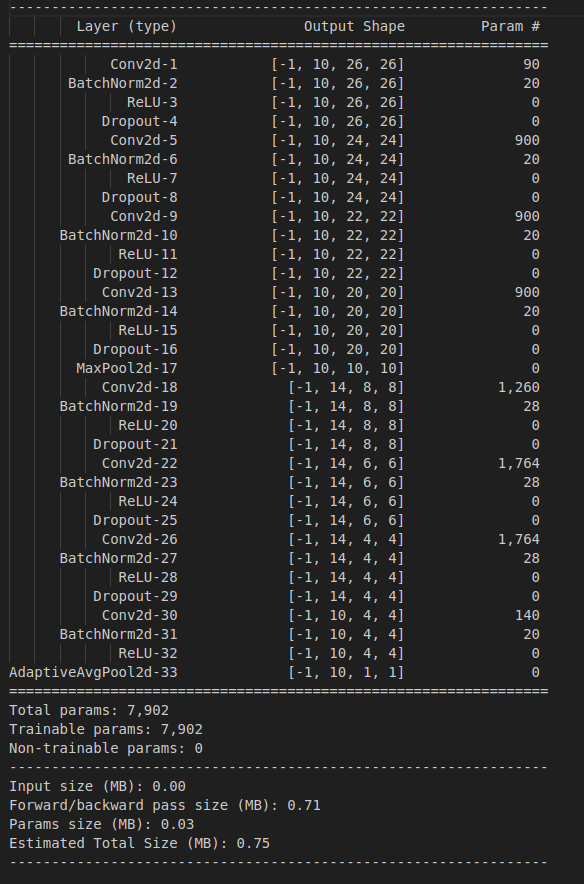 ----------------------------------------------------------------
        Layer (type)               Output Shape         Param #
================================================================
            Conv2d-1           [-1, 10, 26, 26]              90
       BatchNorm2d-2           [-1, 10, 26, 26]              20
              ReLU-3           [-1, 10, 26, 26]               0
           Dropout-4           [-1, 10, 26, 26]               0
            Conv2d-5           [-1, 10, 24, 24]             900
       BatchNorm2d-6           [-1, 10, 24, 24]              20
              ReLU-7           [-1, 10, 24, 24]               0
           Dropout-8           [-1, 10, 24, 24]               0
            Conv2d-9           [-1, 10, 22, 22]             900
      BatchNorm2d-10           [-1, 10, 22, 22]              20
             ReLU-11           [-1, 10, 22, 22]               0
          Dropout-12           [-1, 10, 22, 22]               0
           Conv2d-13           [-1, 10, 20, 20]             900
      BatchNorm2d-14           [-1, 10, 20, 20]              20
             ReLU-15           [-1, 10, 20, 20]               0
          Dropout-16           [-1, 10, 20, 20]               0
        MaxPool2d-17           [-1, 10, 10, 10]               0
           Conv2d-18             [-1, 14, 8, 8]           1,260
      BatchNorm2d-19             [-1, 14, 8, 8]              28
             ReLU-20             [-1, 14, 8, 8]               0
          Dropout-21             [-1, 14, 8, 8]               0
           Conv2d-22             [-1, 14, 6, 6]           1,764
      BatchNorm2d-23             [-1, 14, 6, 6]              28
             ReLU-24             [-1, 14, 6, 6]               0
          Dropout-25             [-1, 14, 6, 6]               0
           Conv2d-26             [-1, 14, 4, 4]           1,764
      BatchNorm2d-27             [-1, 14, 4, 4]              28
             ReLU-28             [-1, 14, 4, 4]               0
          Dropout-29             [-1, 14, 4, 4]               0
           Conv2d-30             [-1, 10, 4, 4]             140
      BatchNorm2d-31             [-1, 10, 4, 4]              20
             ReLU-32             [-1, 10, 4, 4]               0
AdaptiveAvgPool2d-33             [-1, 10, 1, 1]               0
================================================================
Total params: 7,902
Trainable params: 7,902
Non-trainable params: 0
----------------------------------------------------------------
Input size (MB): 0.00
Forward/backward pass size (MB): 0.71
Params size (MB): 0.03
Estimated Total Size (MB): 0.75
----------------------------------------------------------------